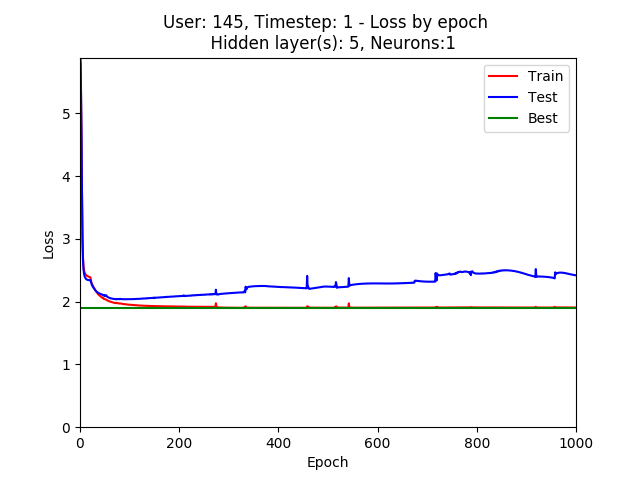 User: 145, Timestep: 1 - Loss by epoch
Hidden layer(s): 5, Neurons:1
Train
Test
Best
Loss
5
4
3
2
1
0
0 200 400 600 800 1000
Epoch